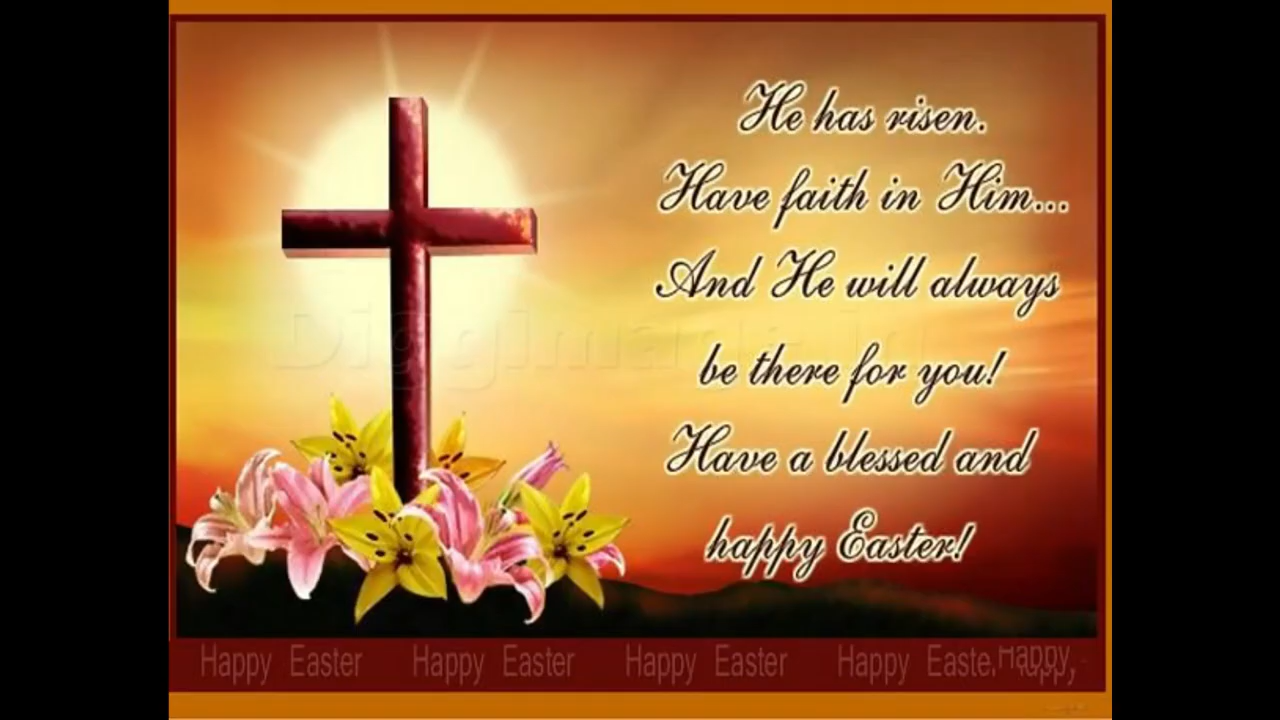 He has risen.
Have faith in Him...
And He will always
be there for you!
Have a blessed and
happy Easter!
Happy Easter Happy Easter Happy Easter Happy Easte